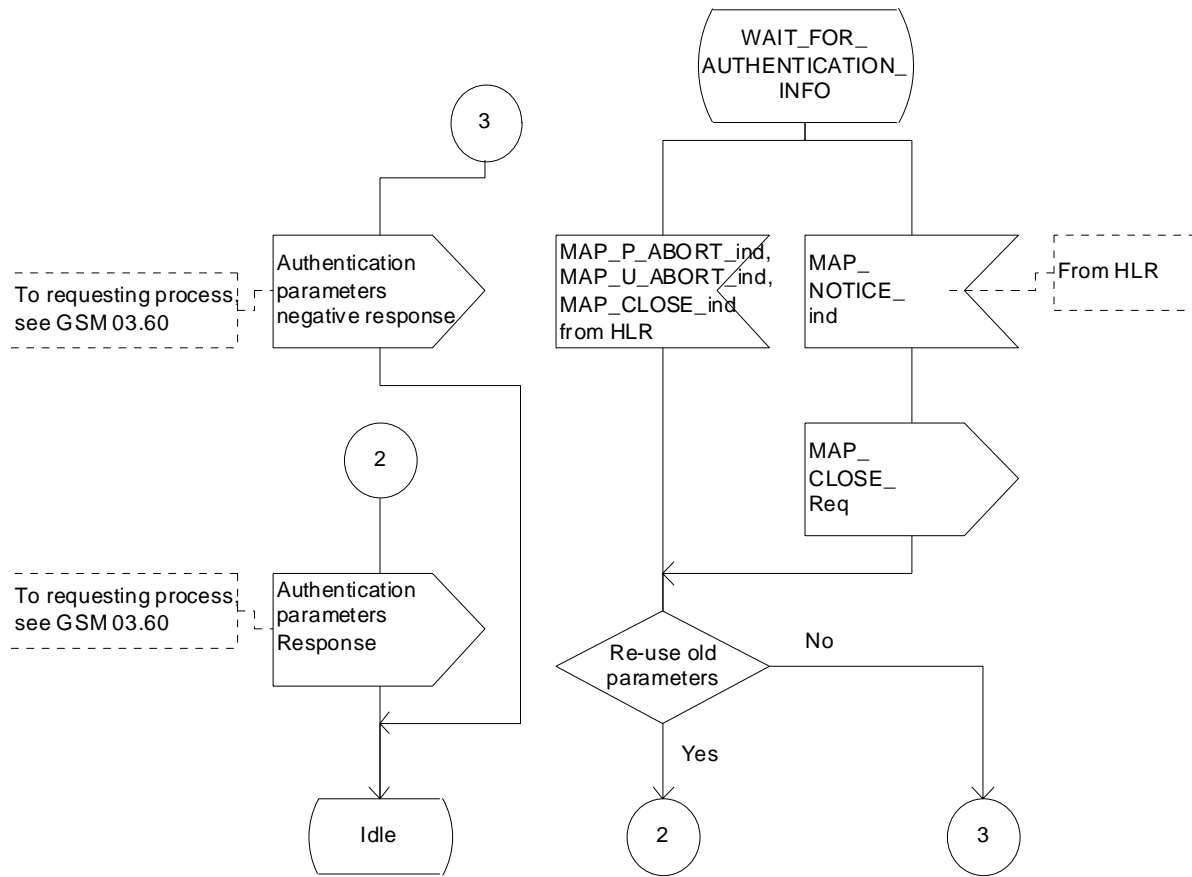 WAIT_FOR_
AUTHENTICATION_
INFO
3
Authentication
parameters
negative response
To requesting process,
see GSM 03.60
MAP_P_ABORT_ind,
MAP_U_ABORT_ind,
MAP_CLOSE_ind
from HLR
MAP_
NOTICE_
ind
From HLR
2
MAP_
CLOSE_
Req
To requesting process,
see GSM 03.60
Authentication
parameters
Response
Re-use old
parameters
No
Yes
Idle
2
3